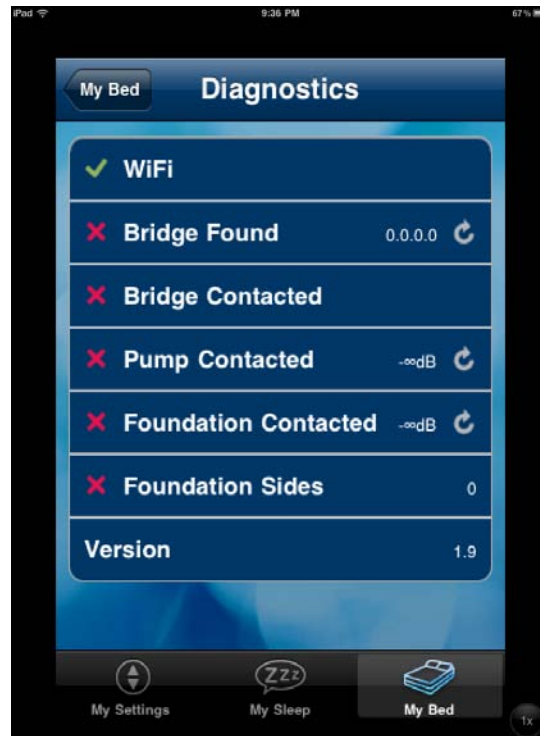 iPad 9:36 PM 67%
My Bed Diagnostics
WiFi
Bridge Found 0.0.0.0
Bridge Contacted
Pump Contacted -∞dB
Foundation Contacted -∞dB
Foundation Sides 0
Version 1.9
ZZZ
My Settings My Sleep My Bed
1x